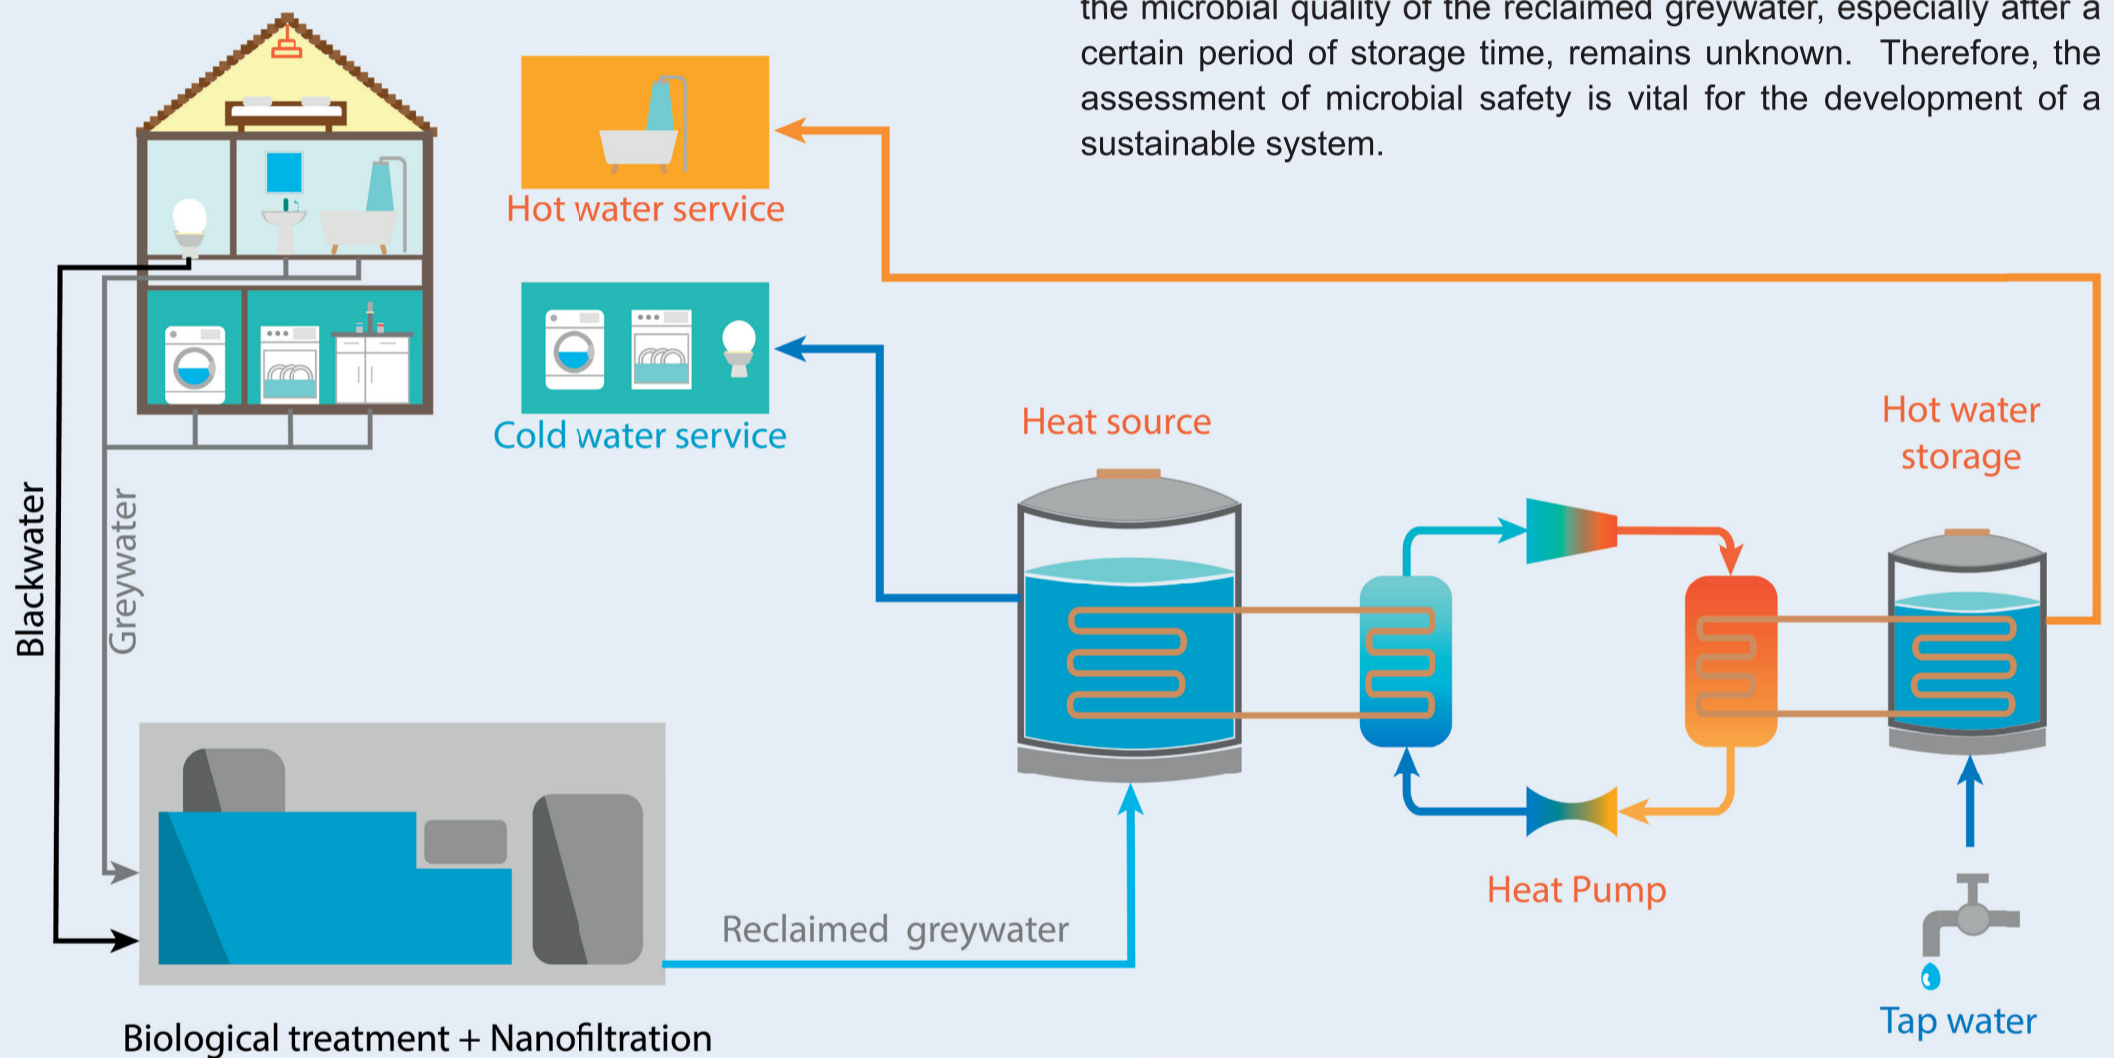 the microbial quality of the reclaimed greywater, especially after a
certain period of storage time, remains unknown. Therefore, the
assessment of microbial safety is vital for the development of a
sustainable system.
Hot water service
Cold water service
Heat source
Hot water
storage
Blackwater
Greywater
Heat Pump
Reclaimed greywater
Tap water
Biological treatment + Nanofiltration